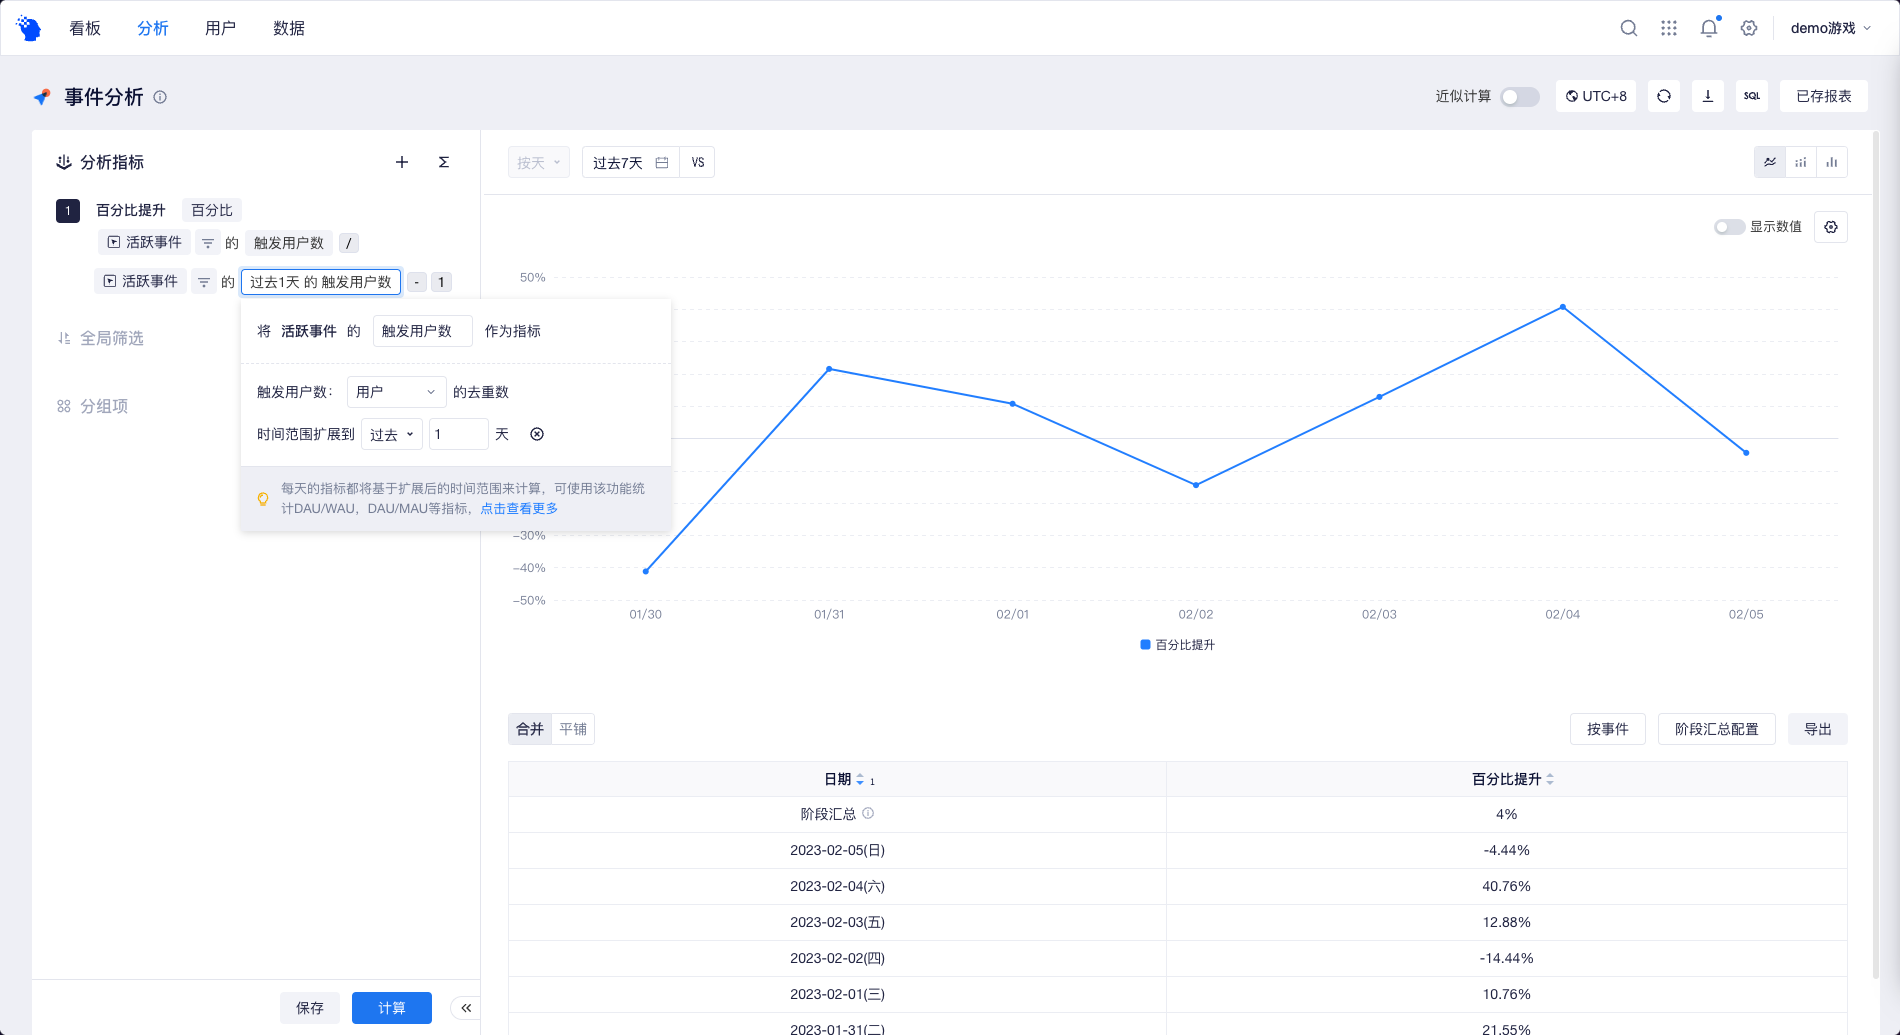 看板 分析 用户 数据 demo游戏
事件分析 近似计算 UTC+8 SQL 已存报表
分析指标 按天 过去7天 VS
1 百分比提升 百分比
活跃事件 的 触发用户数 / 显示数值
活跃事件 的 过去1天 的 触发用户数 - 1
50%
将 活跃事件 的 触发用户数 作为指标
全局筛选
触发用户数： 用户 的去重数
分组项
时间范围扩展到 过去 1 天
每天的指标都将基于扩展后的时间范围来计算，可使用该功能统
计DAU/WAU，DAU/MAU等指标，点击查看更多
-30%
-40%
-50%
01/30 01/31 02/01 02/02 02/03 02/04 02/05
百分比提升
合并 平铺 按事件 阶段汇总配置 导出
日期 1 百分比提升
阶段汇总 4%
2023-02-05(日) -4.44%
2023-02-04(六) 40.76%
2023-02-03(五) 12.88%
2023-02-02(四) -14.44%
2023-02-01(三) 10.76%
2023-01-31(二) 21.55%
保存 计算